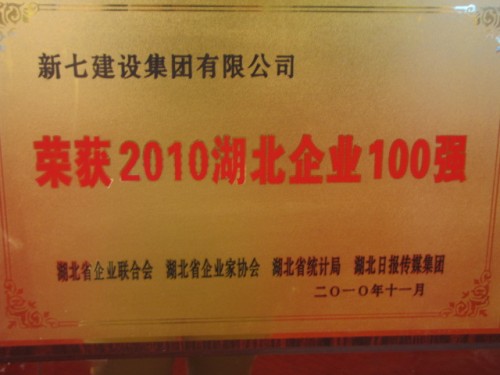 新七建设集团有限公司
荣获2010湖北企业100强
湖北省企业联合会 湖北省企业家协会 湖北省统计局 湖北日报传媒集团
二〇一〇年十一月